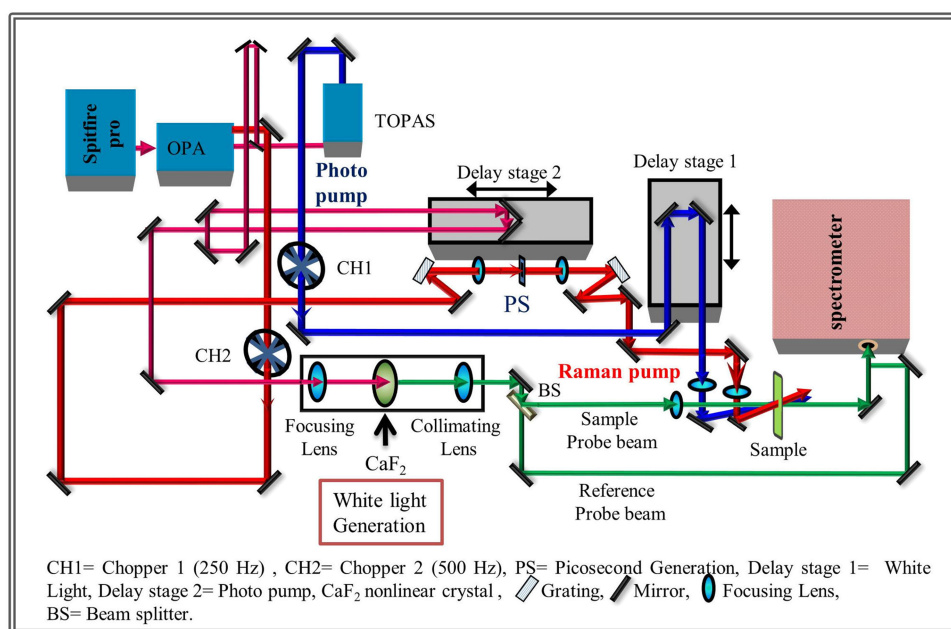 Spitfire
pro
OPA
TOPAS
Photo
pump
Delay stage 2
Delay stage 1
CH1
PS
spectrometer
CH2
Raman pump
BS
Focusing
Lens
Collimating
Lens
CaF₂
Sample
Probe beam
Sample
White light
Generation
Reference
Probe beam
CH1= Chopper 1 (250 Hz) , CH2= Chopper 2 (500 Hz), PS= Picosecond Generation, Delay stage 1= White
Light, Delay stage 2= Photo pump, CaF₂ nonlinear crystal , Grating, Mirror, Focusing Lens,
BS= Beam splitter.